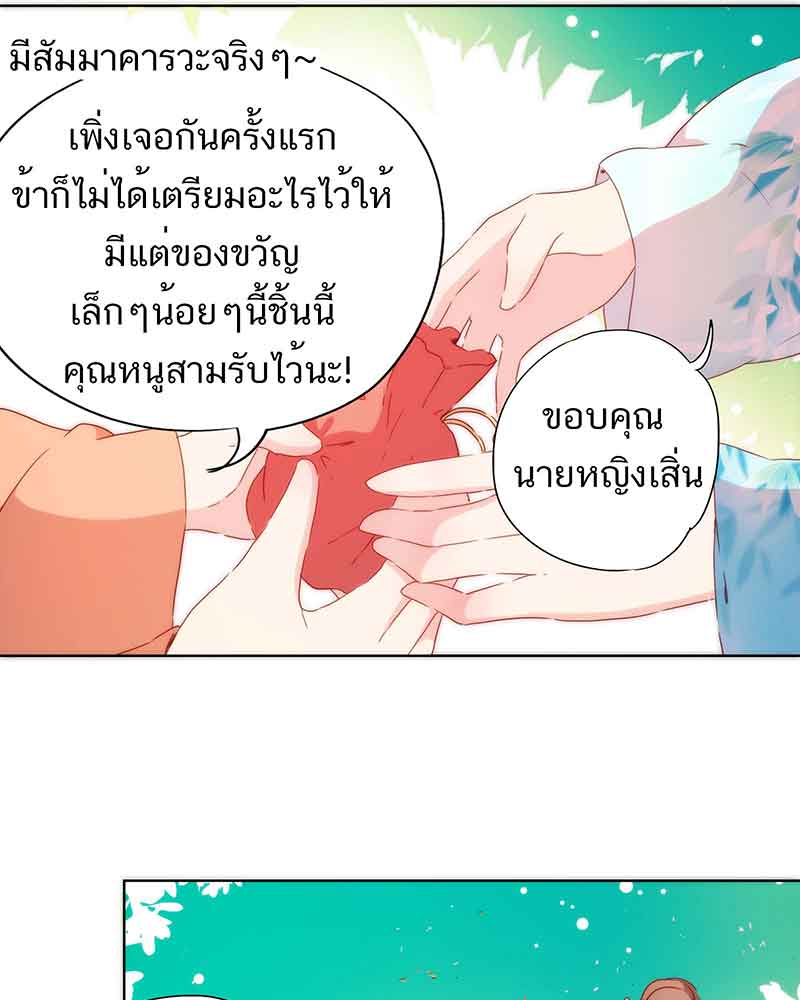 มีสัมมาคารวะจริงๆ~
เพิ่งเจอกันครั้งแรก
ข้าก็ไม่ได้เตรียมอะไรไว้ให้
มีแต่ของขวัญ
เล็กๆน้อยๆนี้ชิ้นนี้
คุณหนูสามรับไว้นะ!
ขอบคุณ
นายหญิงเสิ่น